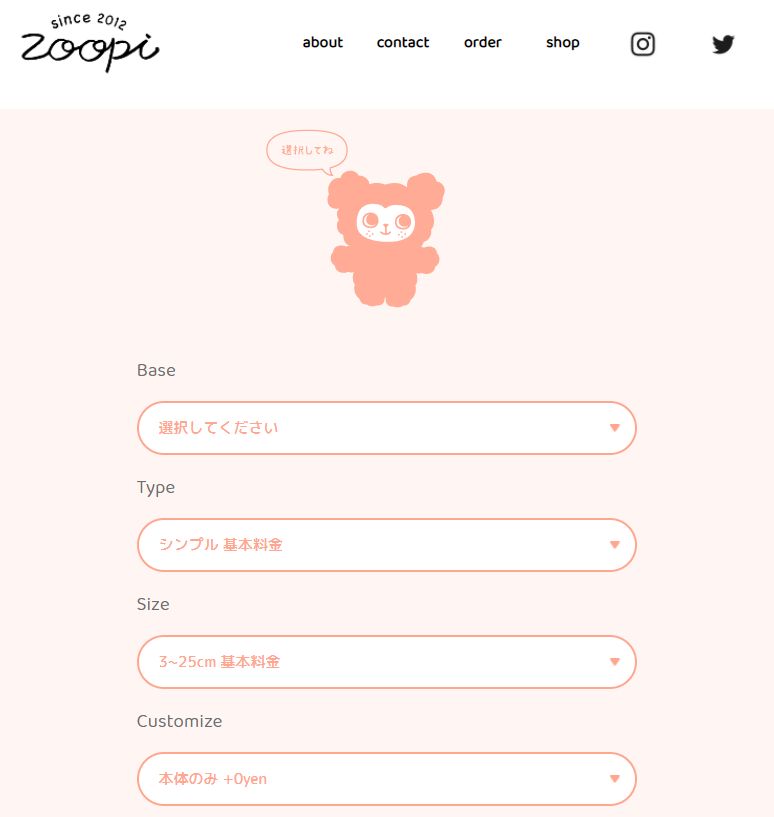 since 2012
zoopi
about contact order shop
選択してね
Base
選択してください
Type
シンプル 基本料金
Size
3~25cm 基本料金
Customize
本体のみ +0yen